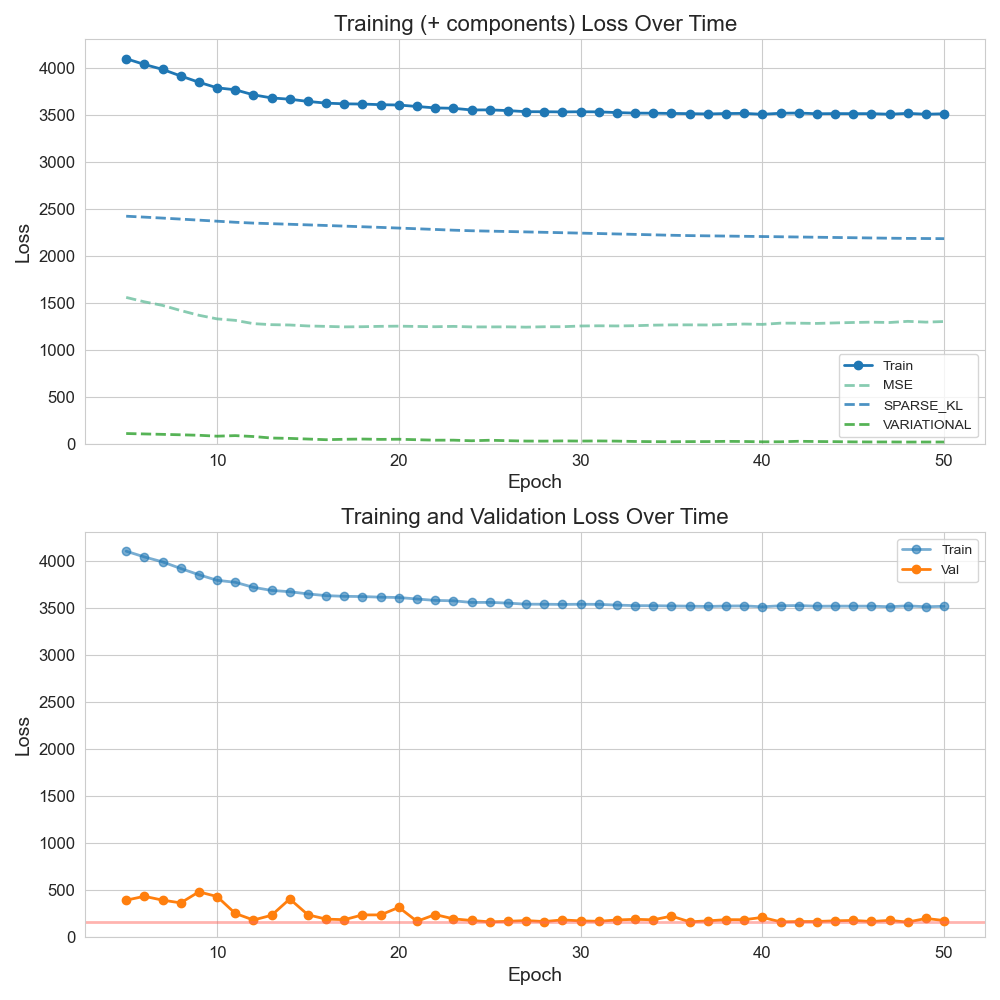 Training (+ components) Loss Over Time
Loss
4000
3500
3000
2500
2000
1500
1000
500
0
Train
MSE
SPARSE_KL
VARIATIONAL
10 20 30 40 50
Epoch
Training and Validation Loss Over Time
Loss
4000
3500
3000
2500
2000
1500
1000
500
0
Train
Val
10 20 30 40 50
Epoch